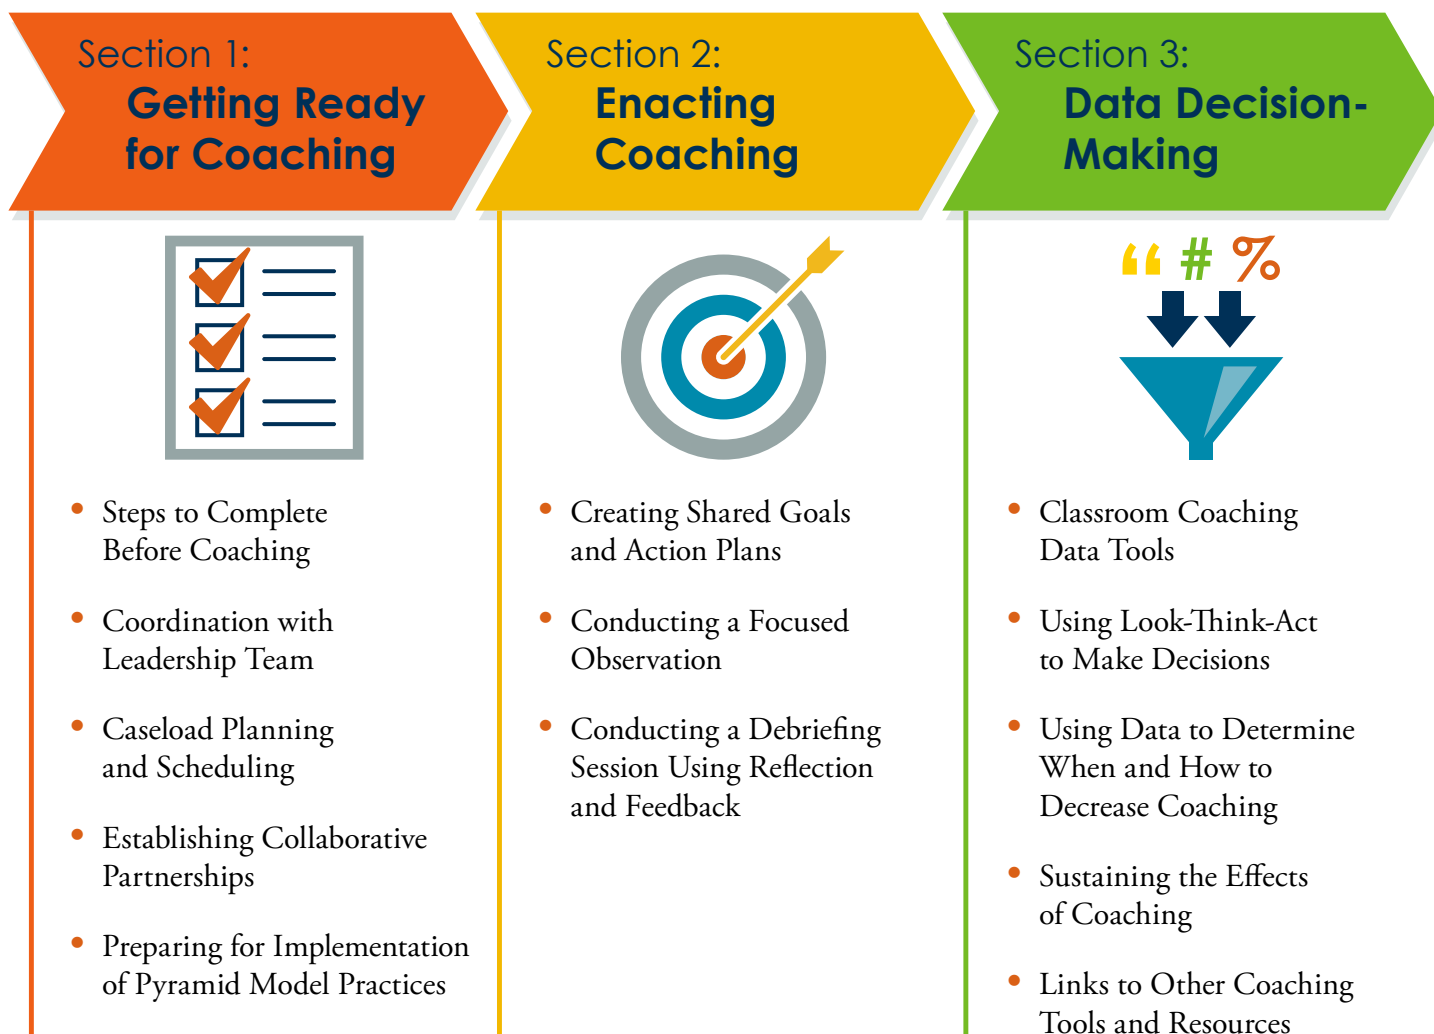 Section 1:
Getting Ready
for Coaching
• Steps to Complete
Before Coaching
• Coordination with
Leadership Team
• Caseload Planning
and Scheduling
• Establishing Collaborative
Partnerships
• Preparing for Implementation
of Pyramid Model Practices
Section 2:
Enacting
Coaching
• Creating Shared Goals
and Action Plans
• Conducting a Focused
Observation
• Conducting a Debriefing
Session Using Reflection
and Feedback
Section 3:
Data Decision-
Making
“ # %
• Classroom Coaching
Data Tools
• Using Look-Think-Act
to Make Decisions
• Using Data to Determine
When and How to
Decrease Coaching
• Sustaining the Effects
of Coaching
• Links to Other Coaching
Tools and Resources